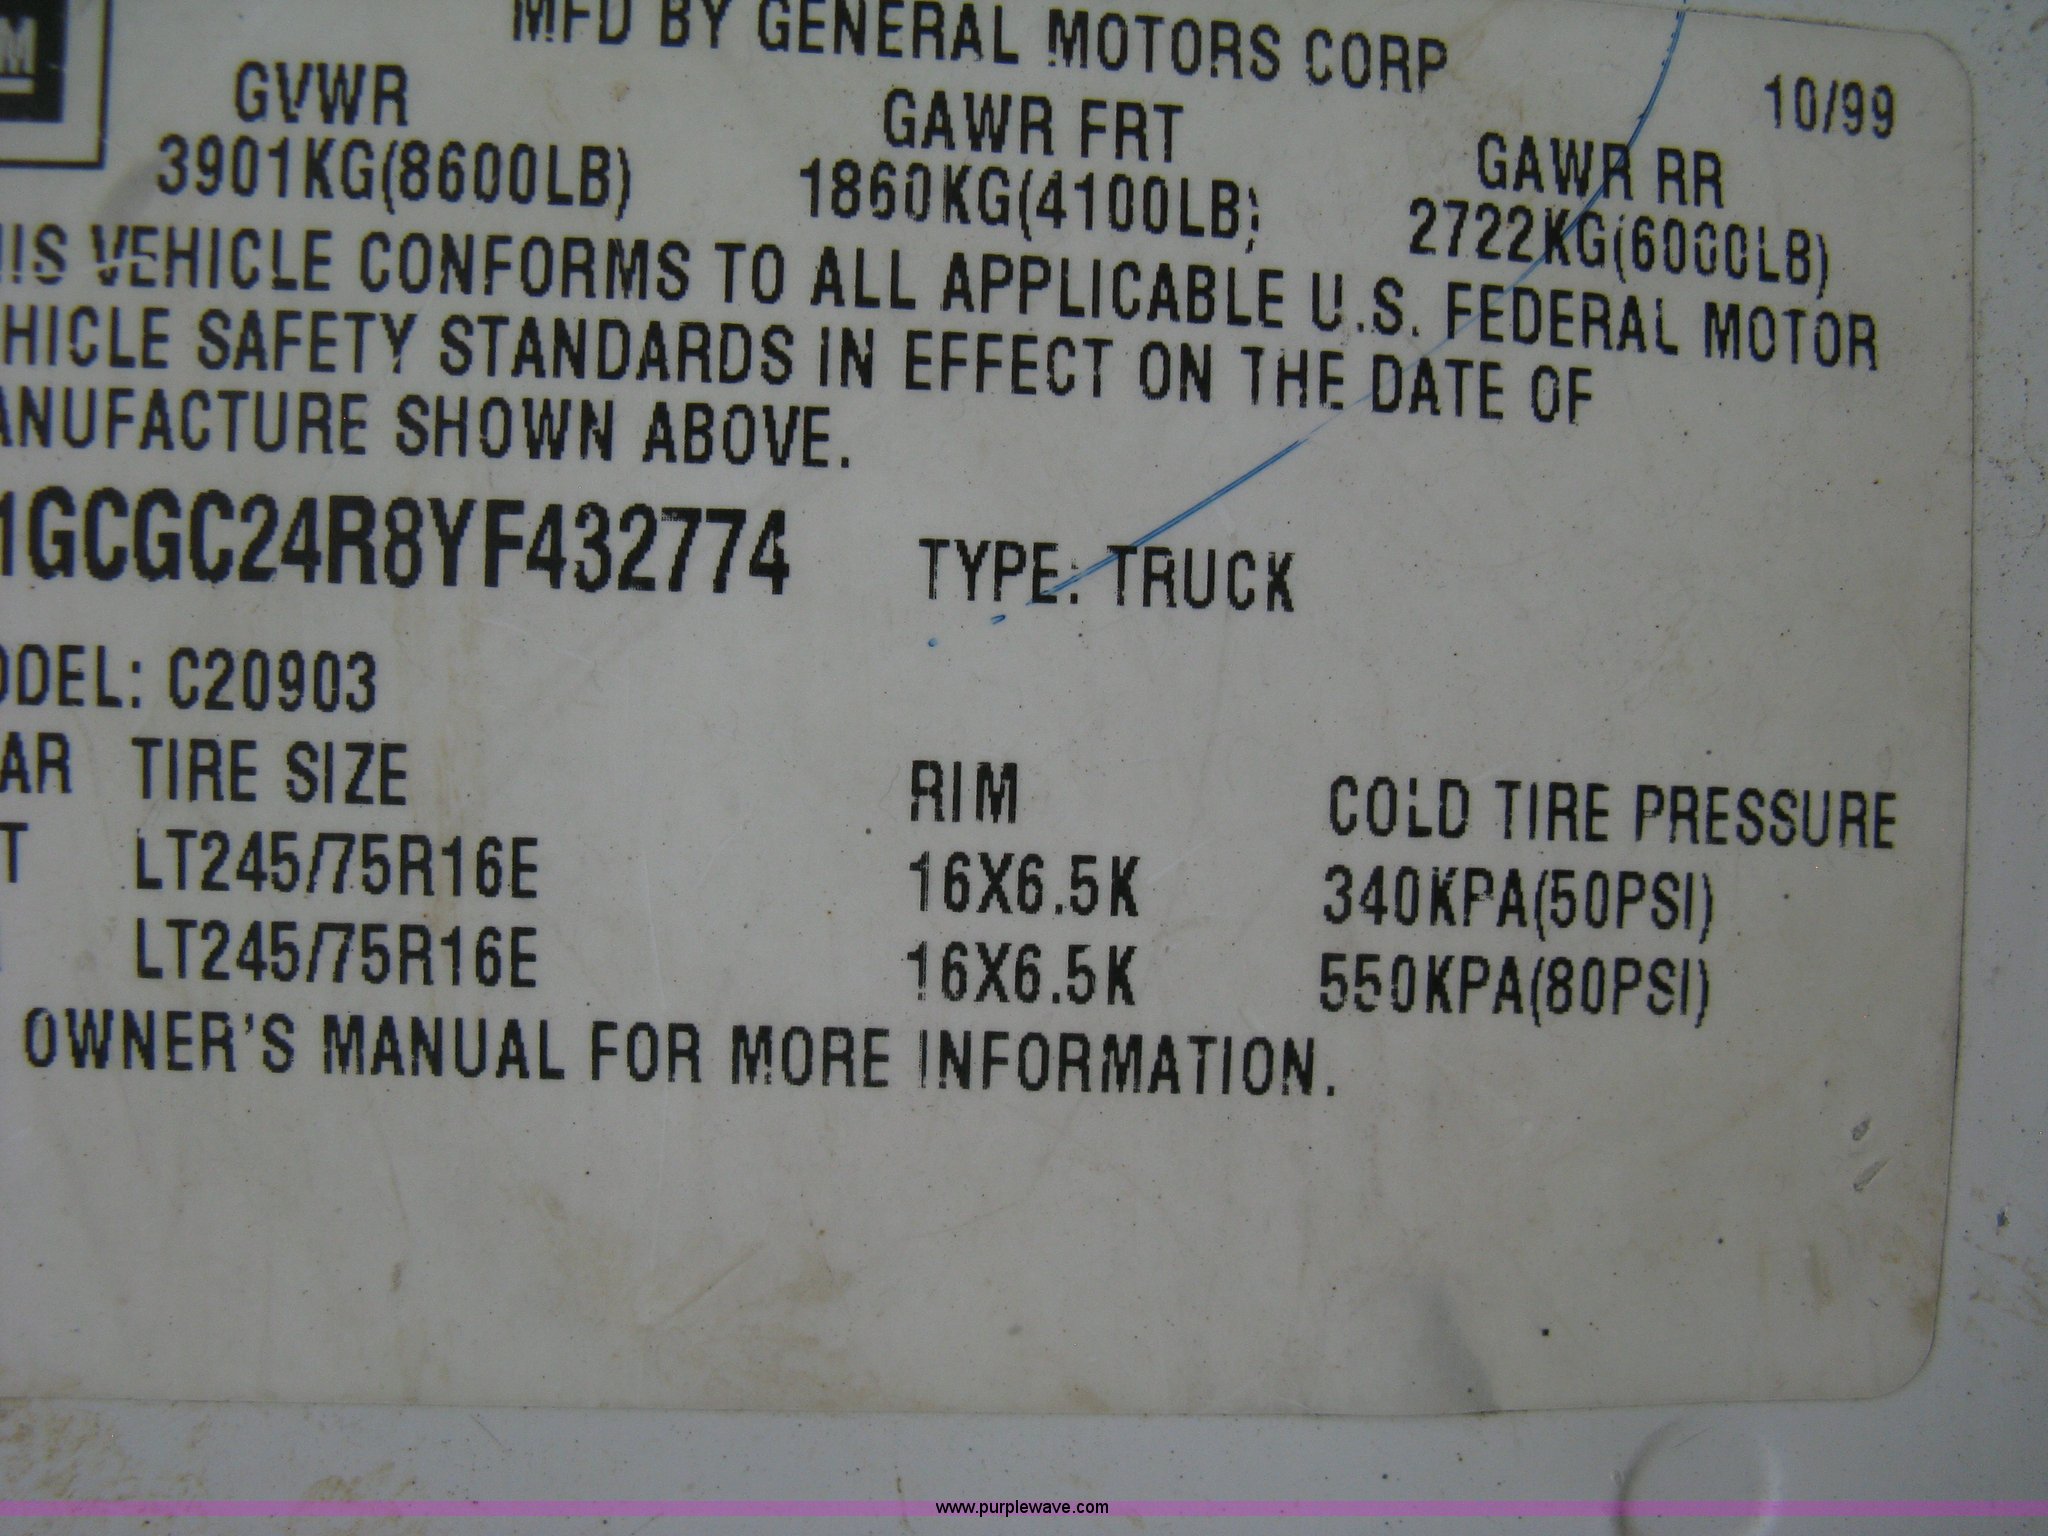 M
MFD BY GENERAL MOTORS CORP
10/99
GVWR GAWR FRT GAWR RR
3901KG(8600LB) 1860KG(4100LB) 2722KG(6000LB)
HIS VEHICLE CONFORMS TO ALL APPLICABLE U.S. FEDERAL MOTOR
HICLE SAFETY STANDARDS IN EFFECT ON THE DATE OF
ANUFACTURE SHOWN ABOVE.
1GCGC24R8YF432774 TYPE: TRUCK
ODEL: C20903
AR TIRE SIZE RIM COLD TIRE PRESSURE
T LT245/75R16E 16X6.5K 340KPA(50PSI)
LT245/75R16E 16X6.5K 550KPA(80PSI)
OWNER'S MANUAL FOR MORE INFORMATION.
www.purplewave.com